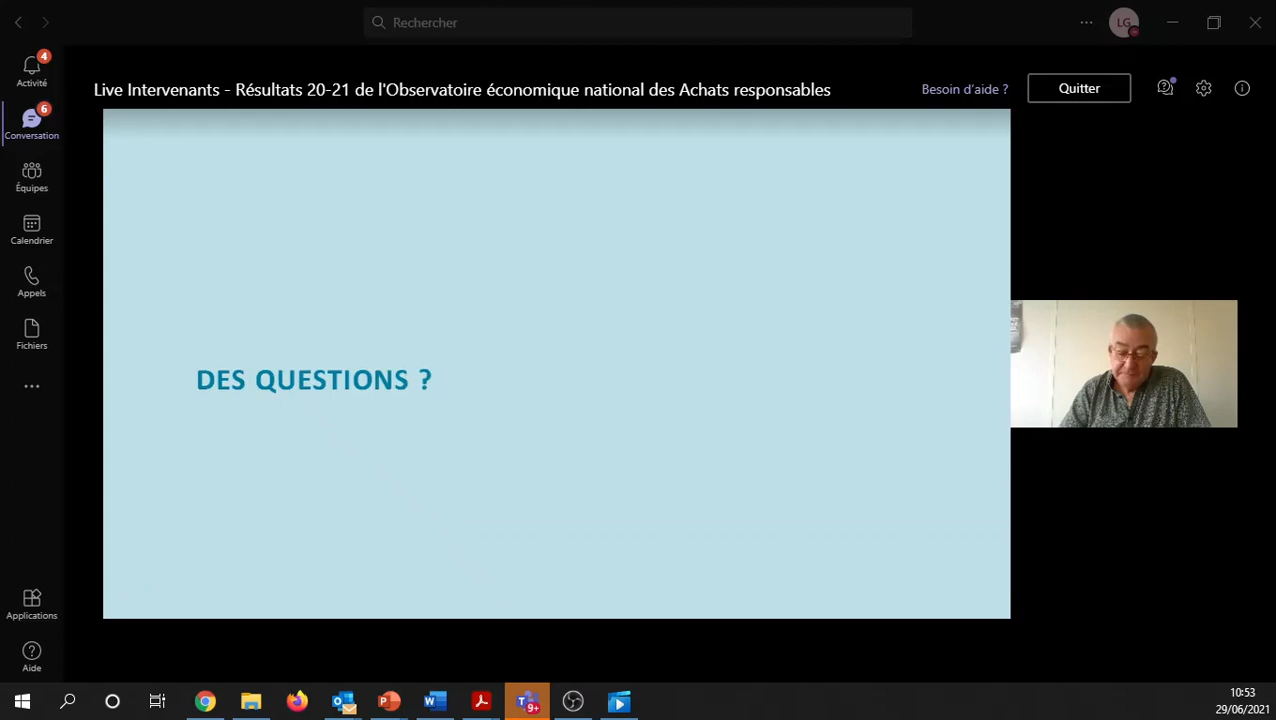 Rechercher
LG
4
Activité
6
Conversation
Équipes
Calendrier
Appels
Fichiers
Applications
Aide
Live Intervenants - Résultats 20-21 de l'Observatoire économique national des Achats responsables
Besoin d'aide ?
Quitter
DES QUESTIONS ?
9+
10:53
29/06/2021